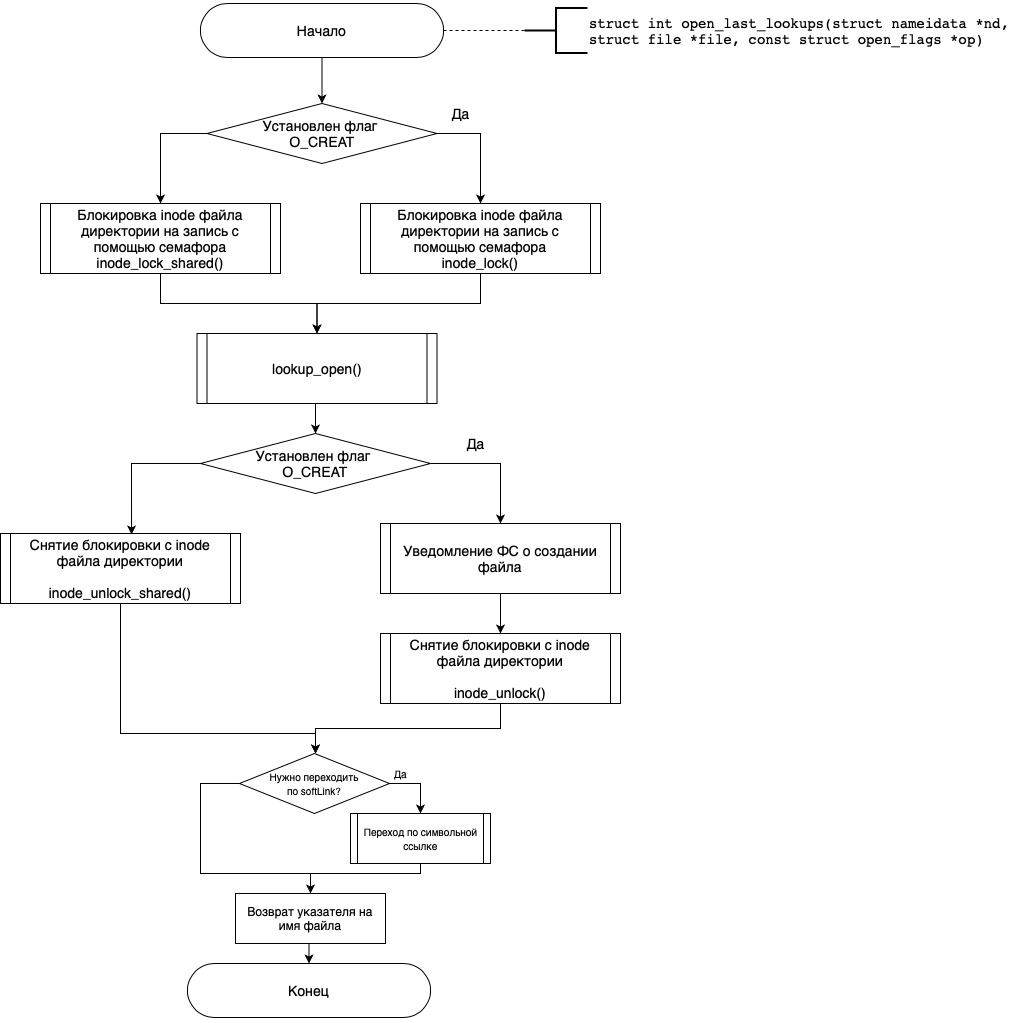 Начало
struct int open_last_lookups(struct nameidata *nd,
struct file *file, const struct open_flags *op)
Да
Установлен флаг
O_CREAT
Блокировка inode файла
директории на запись с
помощью семафора
inode_lock_shared()
Блокировка inode файла
директории на запись с
помощью семафора
inode_lock()
lookup_open()
Да
Установлен флаг
O_CREAT
Снятие блокировки с inode
файла директории
inode_unlock_shared()
Уведомление ФС о создании
файла
Снятие блокировки с inode
файла директории
inode_unlock()
Нужно переходить
по softLink?
Да
Переход по символьной
ссылке
Возврат указателя на
имя файла
Конец